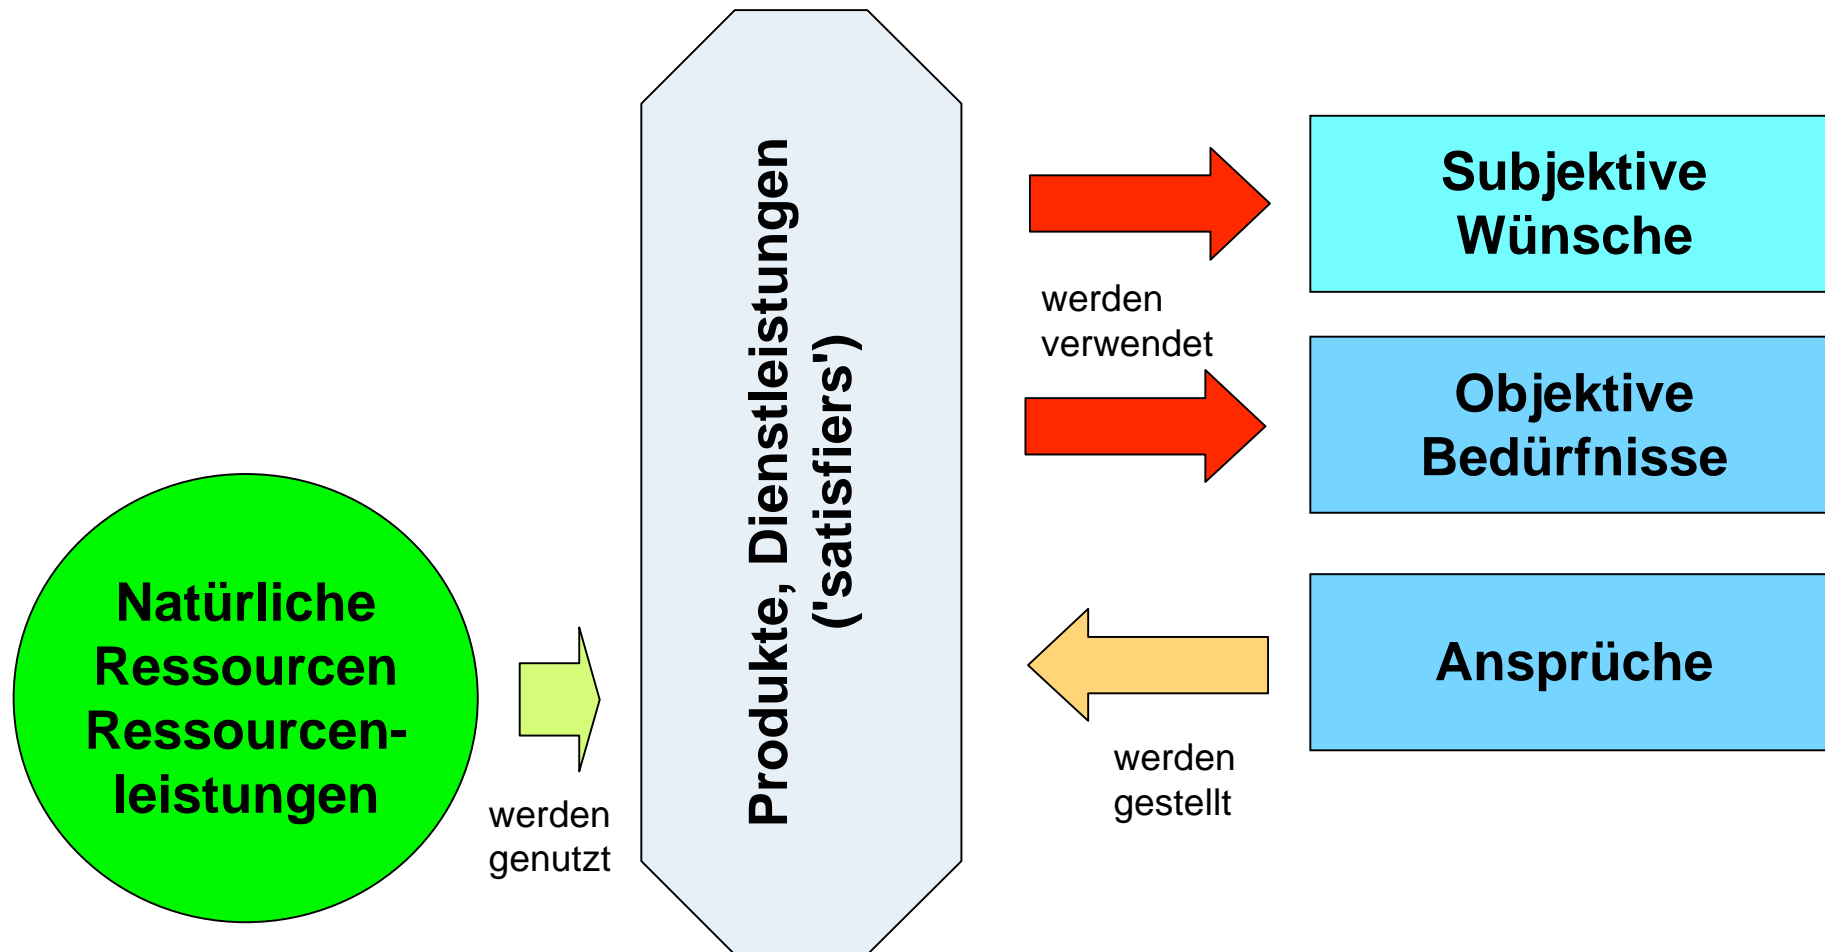 Natürliche
Ressourcen
Ressourcen-
leistungen
werden
genutzt
Produkte, Dienstleistungen
('satisfiers')
werden
verwendet
Subjektive
Wünsche
Objektive
Bedürfnisse
Ansprüche
werden
gestellt